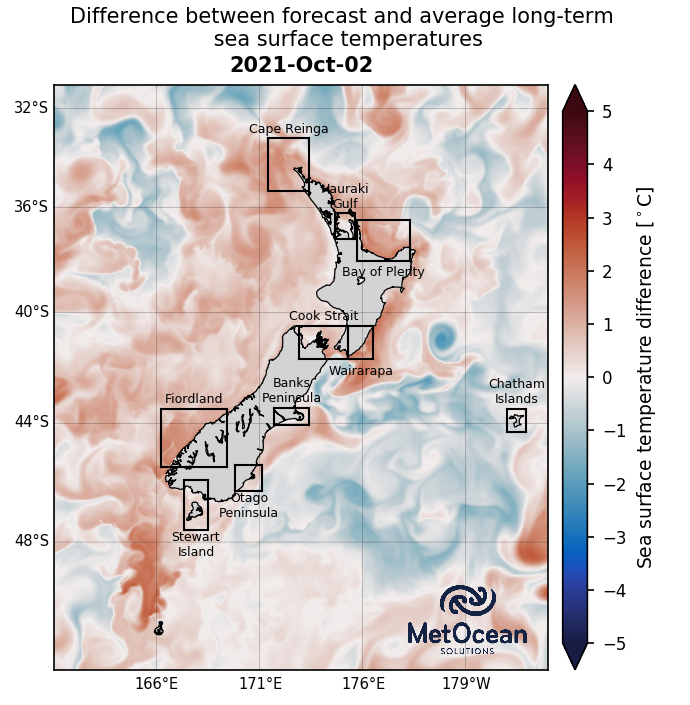 Difference between forecast and average long-term
sea surface temperatures
2021-Oct-02
32°S
36°S
40°S
44°S
48°S
166°E
171°E
176°E
179°W
Cape Reinga
Hauraki
Gulf
Bay of Plenty
Cook Strait
Wairarapa
Banks
Peninsula
Chatham
Islands
Fiordland
Otago
Peninsula
Stewart
Island
MetOcean
SOLUTIONS
5
4
3
2
1
0
−1
−2
−3
−4
−5
Sea surface temperature difference [°C]